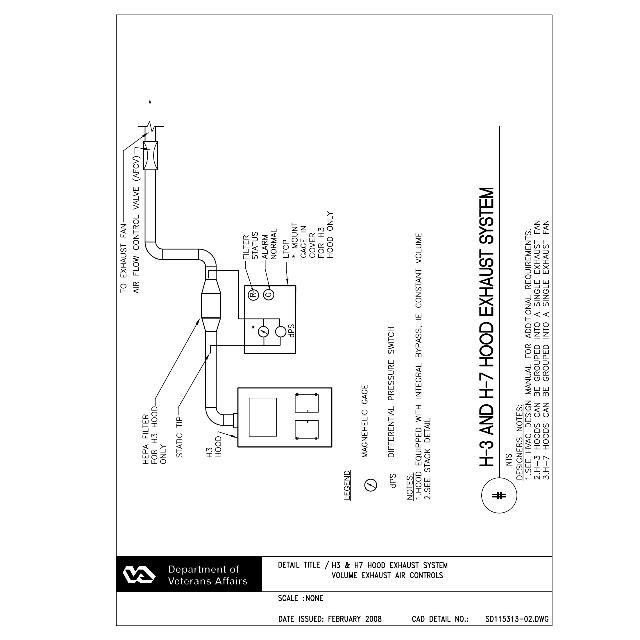 TO EXHAUST FAN
AIR FLOW CONTROL VALVE (AFCV)
HEPA FILTER
FOR H3 HOOD
ONLY
STATIC TIP
H3
HOOD
FILTER
STATUS
ALARM
NORMAL
LTOP
* MOUNT
GAGE IN
COVER
FOR H3
HOOD ONLY
R
G
*
dPS
LEGEND
MAGNEHELIC GAGE
dPS DIFFERENTIAL PRESSURE SWITCH
NOTES:
1.HOOD EQUIPPED WITH INTEGRAL BYPASS, IE. CONSTANT VOLUME
2.SEE STACK DETAIL
# H-3 AND H-7 HOOD EXHAUST SYSTEM
NTS
DESIGNERS NOTES:
1.SEE HVAC DESIGN MANUAL FOR ADDITIONAL REQUIREMENTS.
2.H-3 HOODS CAN BE GROUPED INTO A SINGLE EXHAUST FAN
3.H-7 HOODS CAN BE GROUPED INTO A SINGLE EXHAUST FAN
VA Department of
Veterans Affairs
DETAIL TITLE / H3 & H7 HOOD EXHAUST SYSTEM
VOLUME EXHAUST AIR CONTROLS
SCALE :NONE
DATE ISSUED: FEBRUARY 2008 CAD DETAIL NO.: SD115313-02.DWG